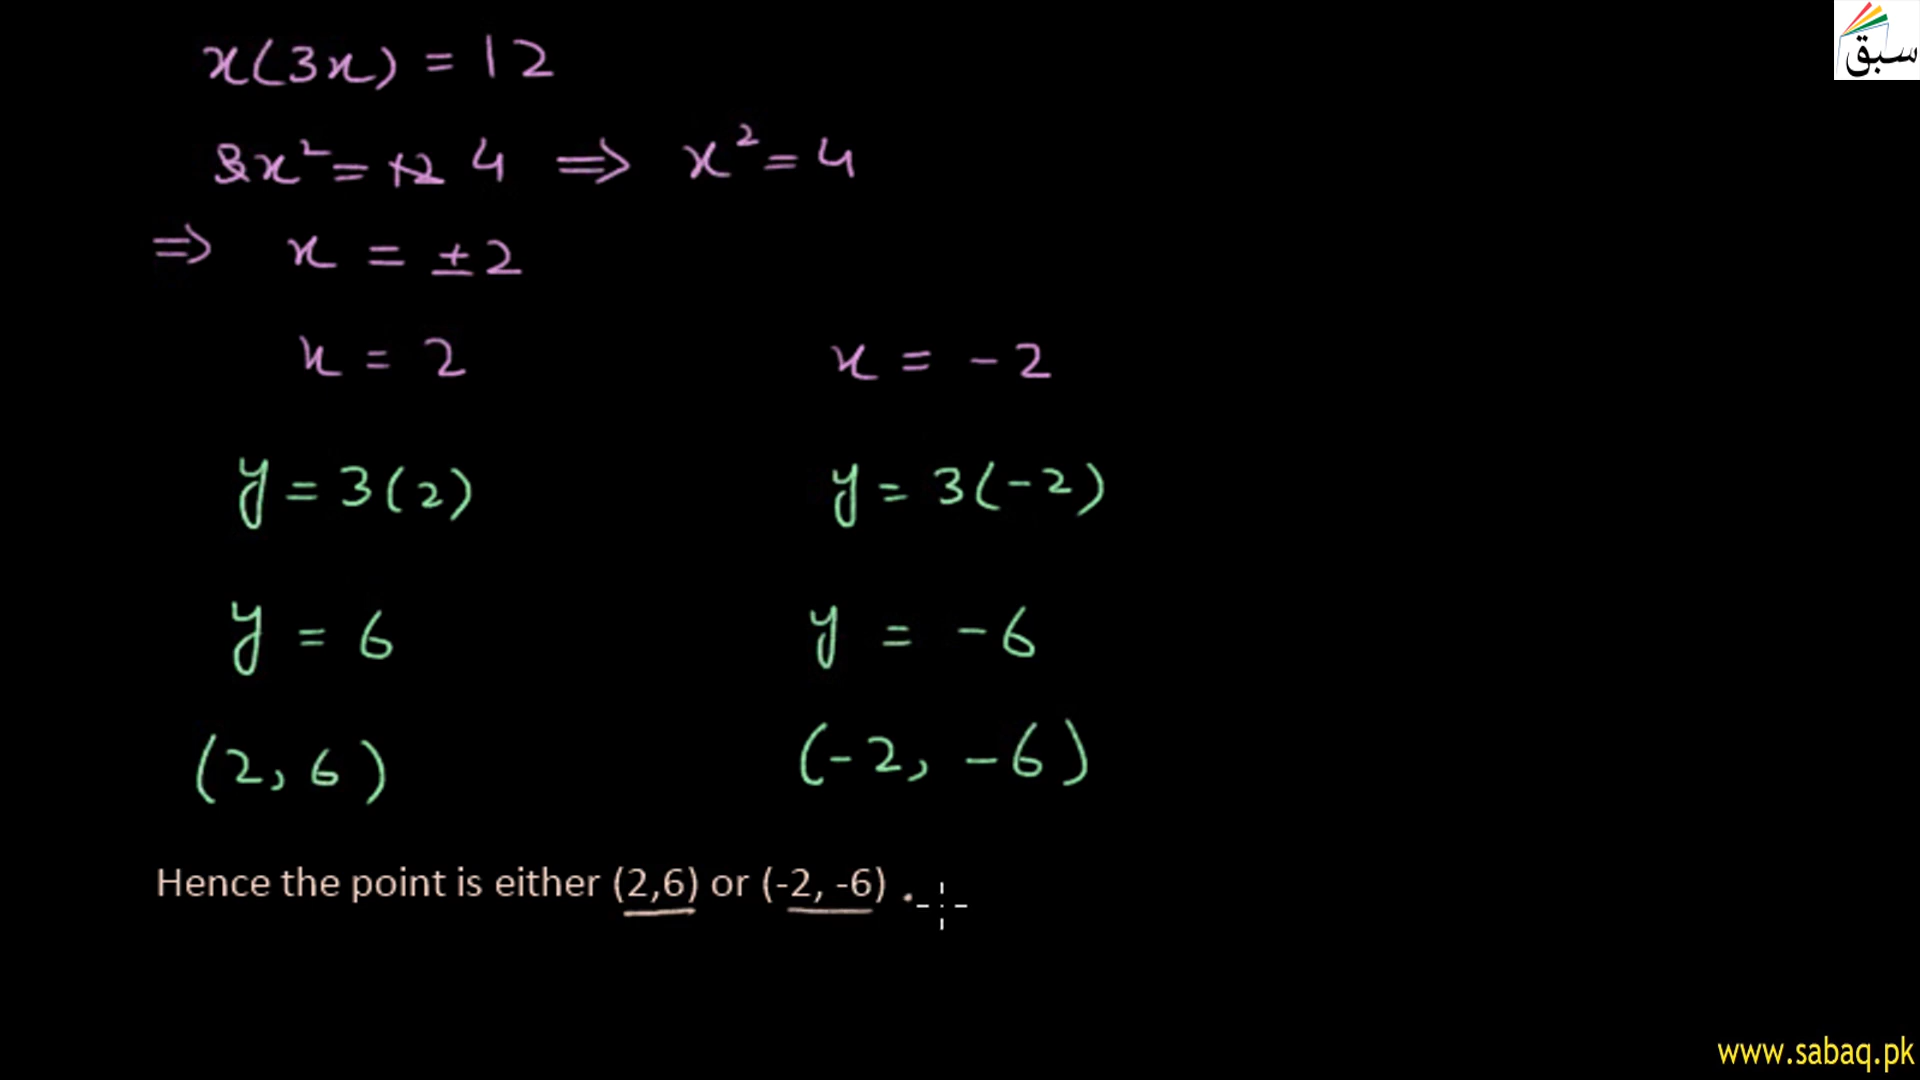 سبق
x(3x) = 12
3x² = 12 4 ⇒ x² = 4
⇒ x = ±2
x = 2 x = -2
y = 3(2) y = 3(-2)
y = 6 y = -6
(2, 6) (-2, -6)
Hence the point is either (2,6) or (-2, -6) .
www.sabaq.pk